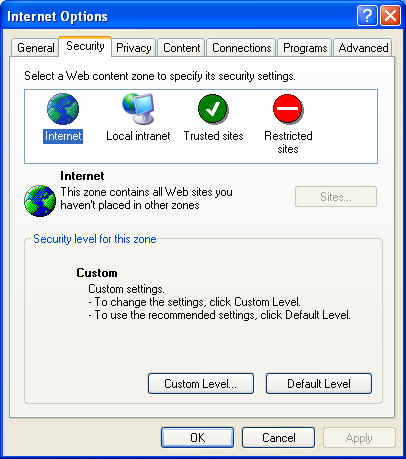 Internet Options
General Security Privacy Content Connections Programs Advanced
Select a Web content zone to specify its security settings.
Internet Local intranet Trusted sites Restricted
sites
Internet
This zone contains all Web sites you
haven't placed in other zones
Sites...
Security level for this zone
Custom
Custom settings.
- To change the settings, click Custom Level.
- To use the recommended settings, click Default Level.
Custom Level... Default Level
OK Cancel Apply